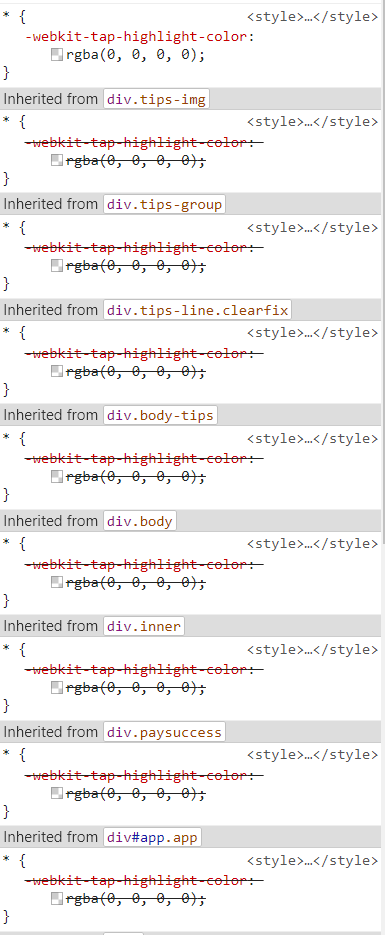 * { <style>…</style>
-webkit-tap-highlight-color:
rgba(0, 0, 0, 0);
}
Inherited from div.tips-img
* { <style>…</style>
-webkit-tap-highlight-color:
rgba(0, 0, 0, 0);
}
Inherited from div.tips-group
* { <style>…</style>
-webkit-tap-highlight-color:
rgba(0, 0, 0, 0);
}
Inherited from div.tips-line.clearfix
* { <style>…</style>
-webkit-tap-highlight-color:
rgba(0, 0, 0, 0);
}
Inherited from div.body-tips
* { <style>…</style>
-webkit-tap-highlight-color:
rgba(0, 0, 0, 0);
}
Inherited from div.body
* { <style>…</style>
-webkit-tap-highlight-color:
rgba(0, 0, 0, 0);
}
Inherited from div.inner
* { <style>…</style>
-webkit-tap-highlight-color:
rgba(0, 0, 0, 0);
}
Inherited from div.paysuccess
* { <style>…</style>
-webkit-tap-highlight-color:
rgba(0, 0, 0, 0);
}
Inherited from div#app.app
* { <style>…</style>
-webkit-tap-highlight-color:
rgba(0, 0, 0, 0);
}